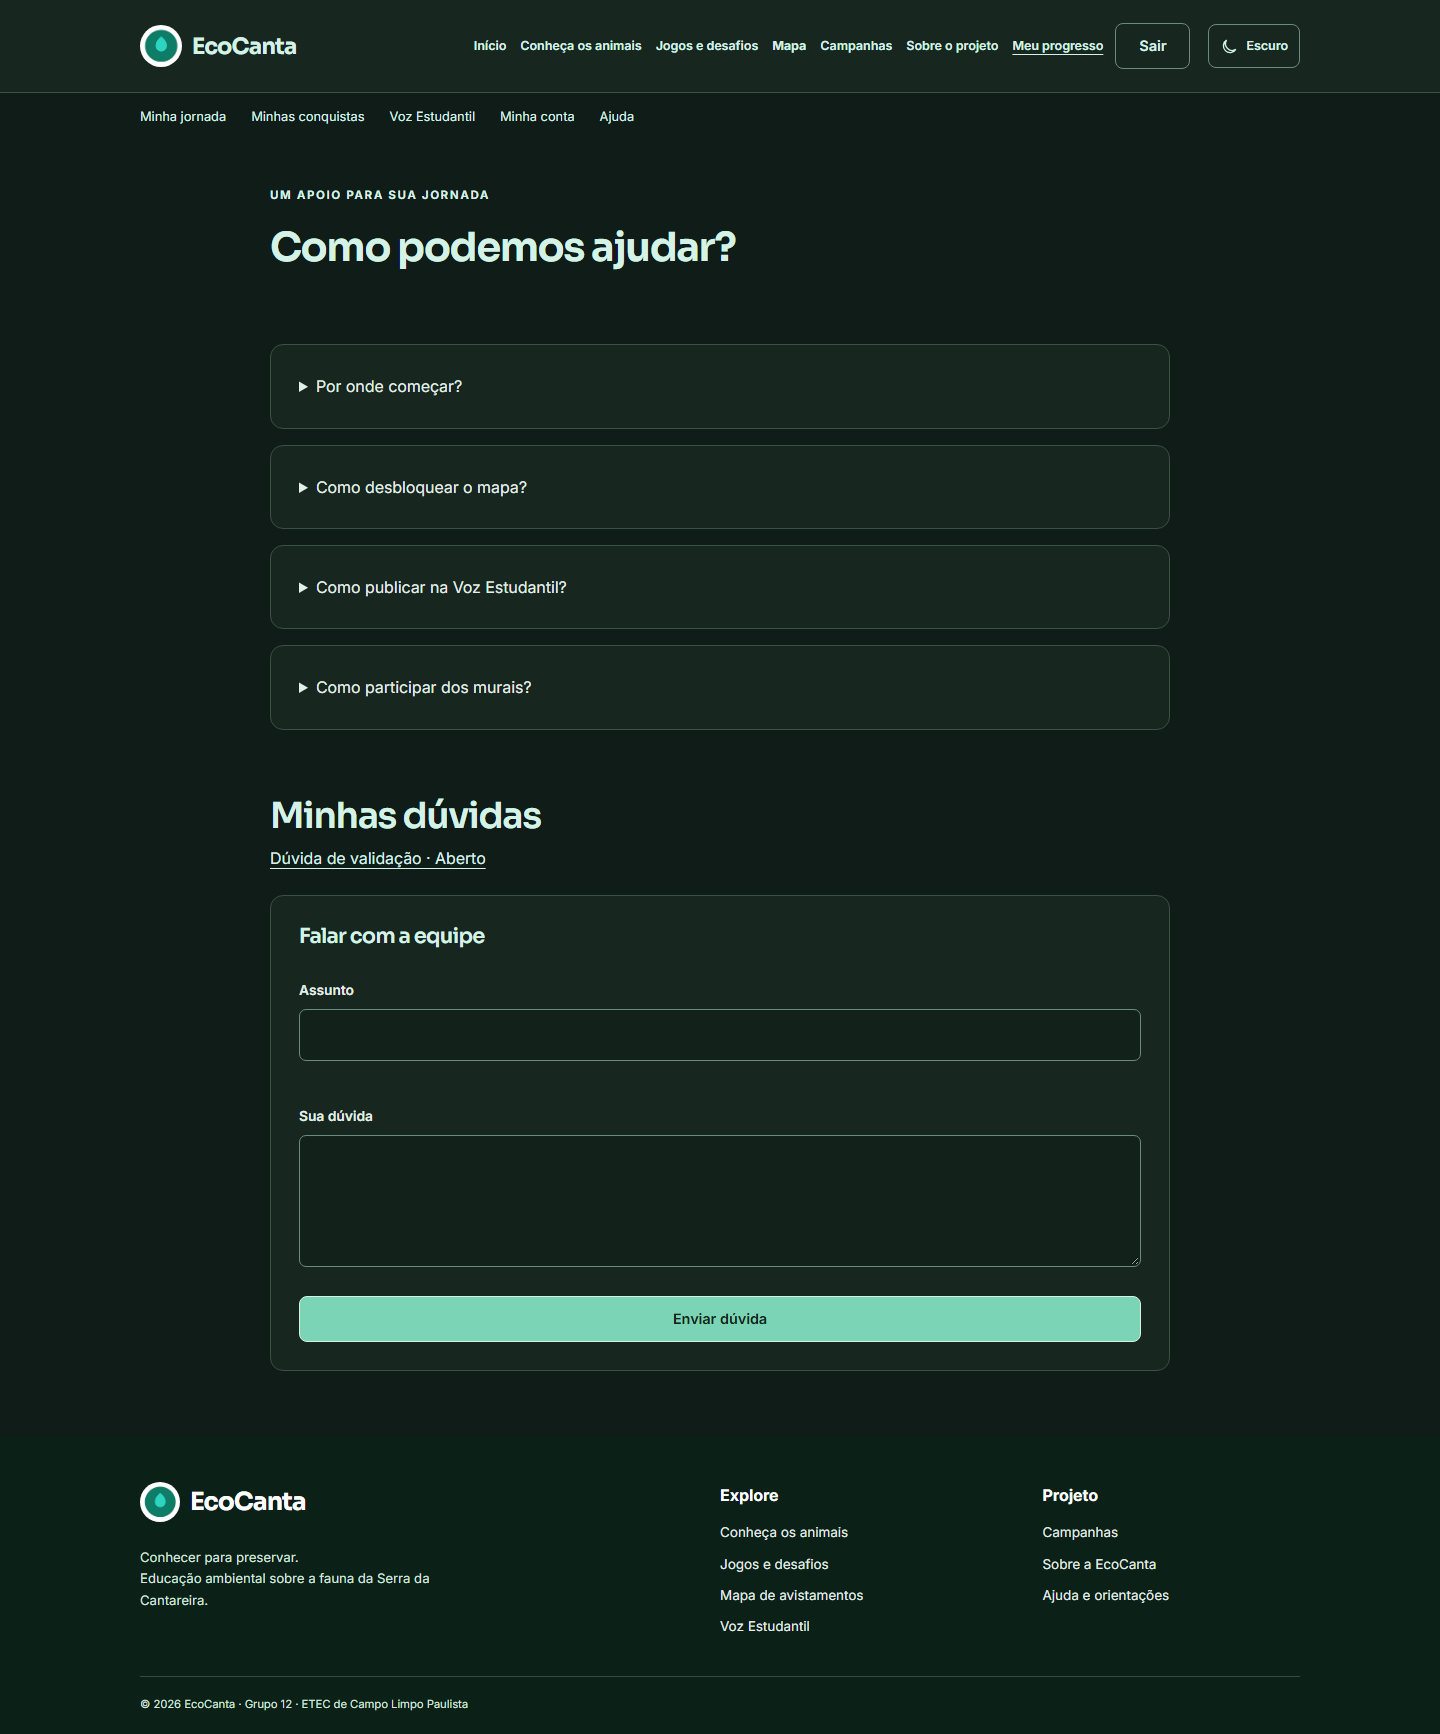 EcoCanta
Início
Conheça os animais
Jogos e desafios
Mapa
Campanhas
Sobre o projeto
Meu progresso
Sair
Escuro
Minha jornada
Minhas conquistas
Voz Estudantil
Minha conta
Ajuda
UM APOIO PARA SUA JORNADA
Como podemos ajudar?
Por onde começar?
Como desbloquear o mapa?
Como publicar na Voz Estudantil?
Como participar dos murais?
Minhas dúvidas
Dúvida de validação · Aberto
Falar com a equipe
Assunto
Sua dúvida
Enviar dúvida
EcoCanta
Conhecer para preservar.
Educação ambiental sobre a fauna da Serra da
Cantareira.
Explore
Conheça os animais
Jogos e desafios
Mapa de avistamentos
Voz Estudantil
Projeto
Campanhas
Sobre a EcoCanta
Ajuda e orientações
© 2026 EcoCanta · Grupo 12 · ETEC de Campo Limpo Paulista